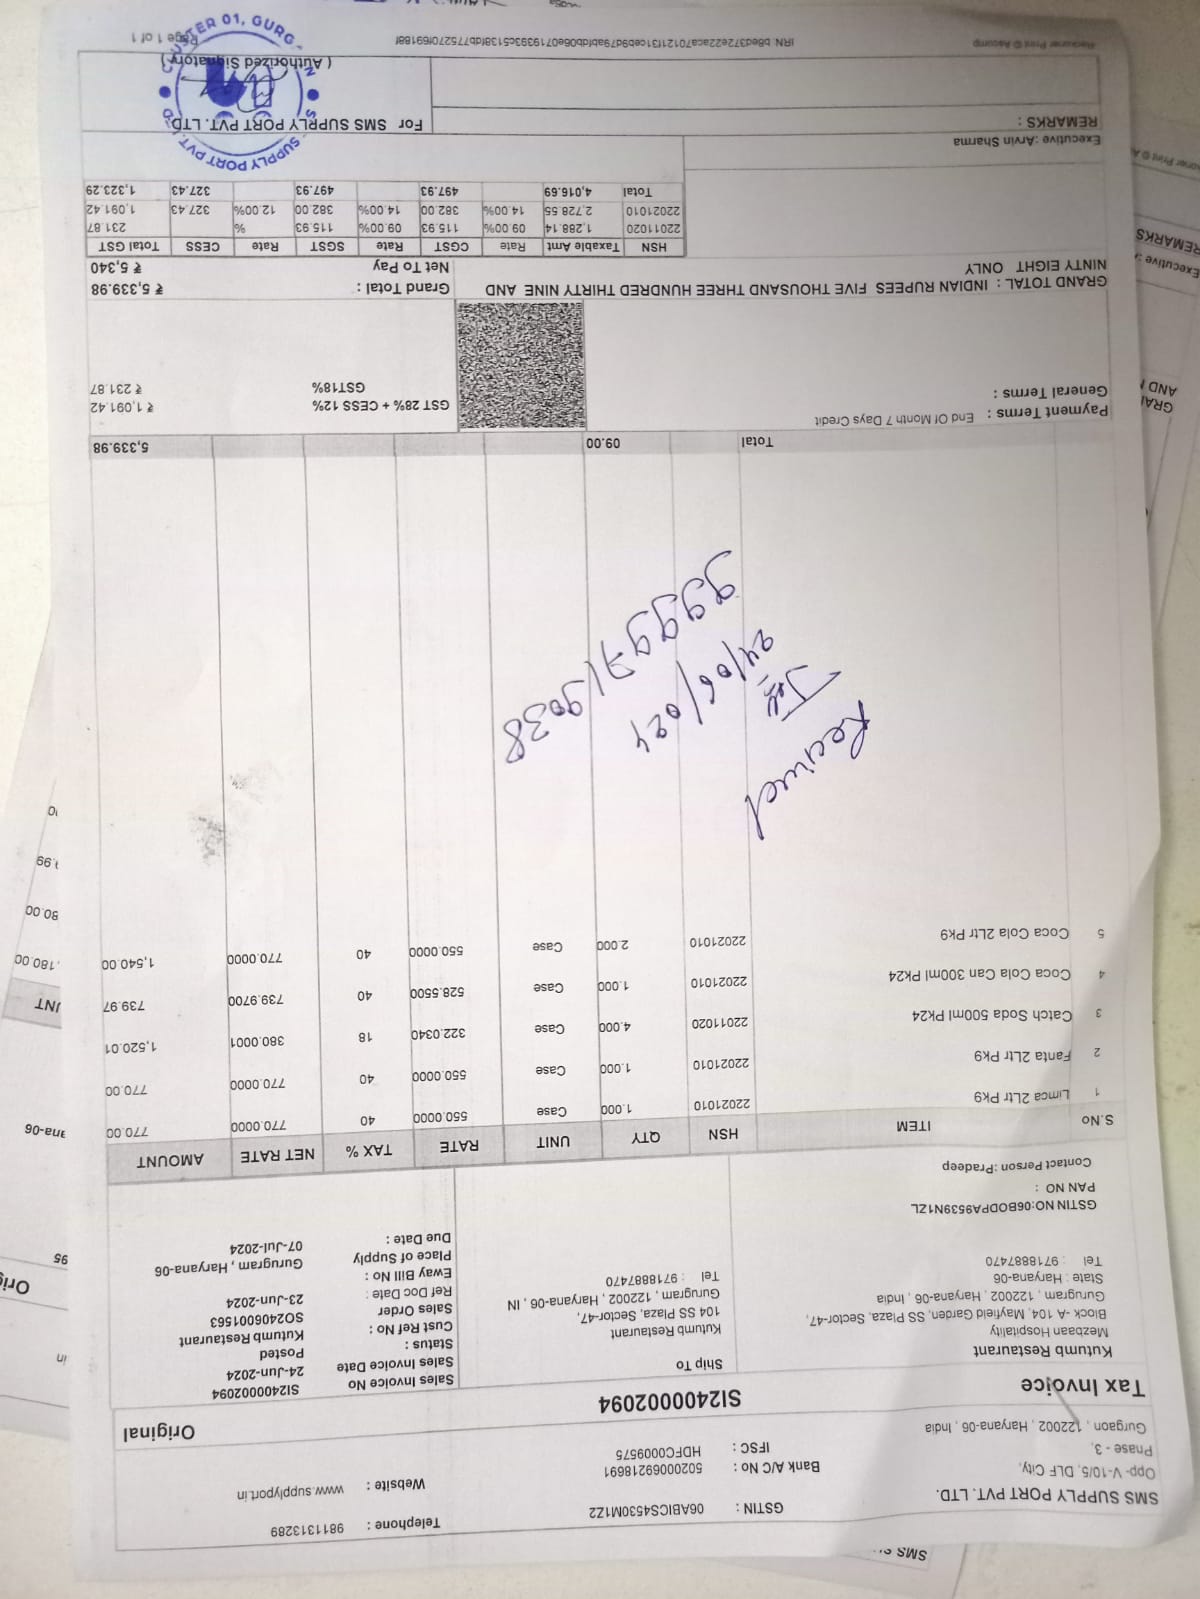 SMS SUPPLY PORT PVT. LTD.
Opp- V-10/5, DLF City,
Phase - 3,
Gurgaon , 122002 , Haryana-06 , India
GSTIN : 06ABICS4530M1Z2
Bank A/C No : 50200069218691
IFSC : HDFC0009575
Telephone : 9811313289
Website : www.supplyport.in
Tax Invoice
SI2400002094
Original
Kutumb Restaurant
Mezbaan Hospitality
Block -A 104, Mayfield Garden, SS Plaza, Sector-47,
Gurugram , 122002 , Haryana-06 , India
State : Haryana-06
Tel : 9718887470
GSTIN NO:06BODPA9539N1ZL
PAN NO :
Contact Person :Pradeep
Ship To
Kutumb Restaurant
104 SS Plaza, Sector-47,
Gurugram , 122002 , Haryana-06 , IN
Tel : 9718887470
Sales Invoice No SI2400002094
Sales Invoice Date 24-Jun-2024
Status : Posted
Cust Ref No : Kutumb Restaurant
Sales Order SO2406001563
Ref Doc Date : 23-Jun-2024
Eway Bill No :
Place of Supply Gurugram , Haryana-06
Due Date : 07-Jul-2024
S.No ITEM HSN QTY UNIT RATE TAX % NET RATE AMOUNT
1 Limca 2Ltr Pk9 22021010 1.000 Case 550.0000 40 770.0000 770.00
2 Fanta 2Ltr Pk9 22021010 1.000 Case 550.0000 40 770.0000 770.00
3 Catch Soda 500ml Pk24 22011020 4.000 Case 322.0340 18 380.0001 1,520.01
4 Coca Cola Can 300ml Pk24 22021010 1.000 Case 528.5500 40 739.9700 739.97
5 Coca Cola 2Ltr Pk9 22021010 2.000 Case 550.0000 40 770.0000 1,540.00
Received
24/06/024
9999719038
Total 09.00 5,339.98
Payment Terms : End Of Month 7 Days Credit
General Terms :
GST 28% + CESS 12% ₹ 1,091.42
GST18% ₹ 231.87
GRAND TOTAL : INDIAN RUPEES FIVE THOUSAND THREE HUNDRED THIRTY NINE AND
NINTY EIGHT ONLY
Grand Total : ₹ 5,339.98
Net To Pay ₹ 5,340
HSN Taxable Amt Rate CGST Rate SGST Rate CESS Total GST
22011020 1,288.14 09.00% 115.93 09.00% 115.93 % 231.87
22021010 2,728.55 14.00% 382.00 14.00% 382.00 12.00% 327.43 1,091.42
Total 4,016.69 497.93 497.93 327.43 1,323.29
Executive :Arvin Sharma
REMARKS :
For SMS SUPPLY PORT PVT. LTD
( Authorized Signatory )
Page 1 of 1